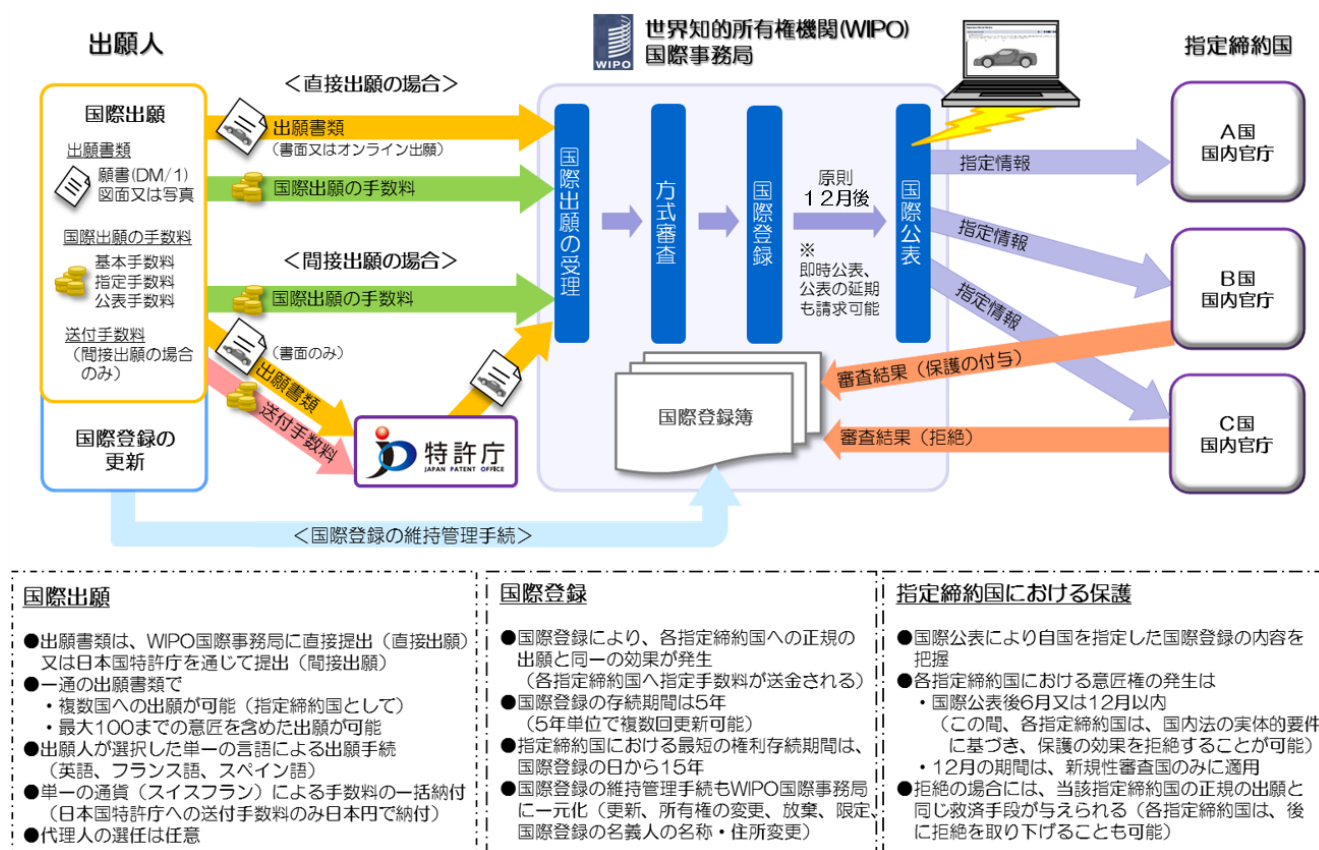 出願人
世界知的所有権機関(WIPO)
国際事務局
WIPO
指定締約国
国際出願
出願書類
願書(DM/1)
図面又は写真
国際出願の手数料
基本手数料
指定手数料
公表手数料
送付手数料
(間接出願の場合
のみ)
国際登録の
更新
<直接出願の場合>
出願書類
(書面又はオンライン出願)
国際出願の手数料
<間接出願の場合>
国際出願の手数料
(書面のみ)
出願書類
送付手数料
特許庁
JAPAN PATENT OFFICE
国際出願の受理
方式審査
国際登録
原則
12月後
※
即時公表、
公表の延期
も請求可能
国際公表
指定情報
指定情報
指定情報
A国
国内官庁
B国
国内官庁
C国
国内官庁
審査結果(保護の付与)
審査結果(拒絶)
国際登録簿
<国際登録の維持管理手続>
国際出願
●出願書類は、WIPO国際事務局に直接提出(直接出願)
又は日本国特許庁を通じて提出(間接出願)
●一通の出願書類で
・複数国への出願が可能(指定締約国として)
・最大100までの意匠を含めた出願が可能
●出願人が選択した単一の言語による出願手続
(英語、フランス語、スペイン語)
●単一の通貨(スイスフラン)による手数料の一括納付
(日本国特許庁への送付手数料のみ日本円で納付)
●代理人の選任は任意
国際登録
●国際登録により、各指定締約国への正規の
出願と同一の効果が発生
(各指定締約国へ指定手数料が送金される)
●国際登録の存続期間は5年
(5年単位で複数回更新可能)
●指定締約国における最短の権利存続期間は、
国際登録の日から15年
●国際登録の維持管理手続もWIPO国際事務局
に一元化(更新、所有権の変更、放棄、限定、
国際登録の名義人の名称・住所変更)
指定締約国における保護
●国際公表により自国を指定した国際登録の内容を
把握
●各指定締約国における意匠権の発生は
・国際公表後6月又は12月以内
(この間、各指定締約国は、国内法の実体的要件
に基づき、保護の効果を拒絶することが可能)
・12月の期間は、新規性審査国のみに適用
●拒絶の場合には、当該指定締約国の正規の出願と
同じ救済手段が与えられる(各指定締約国は、後
に拒絶を取り下げることも可能)